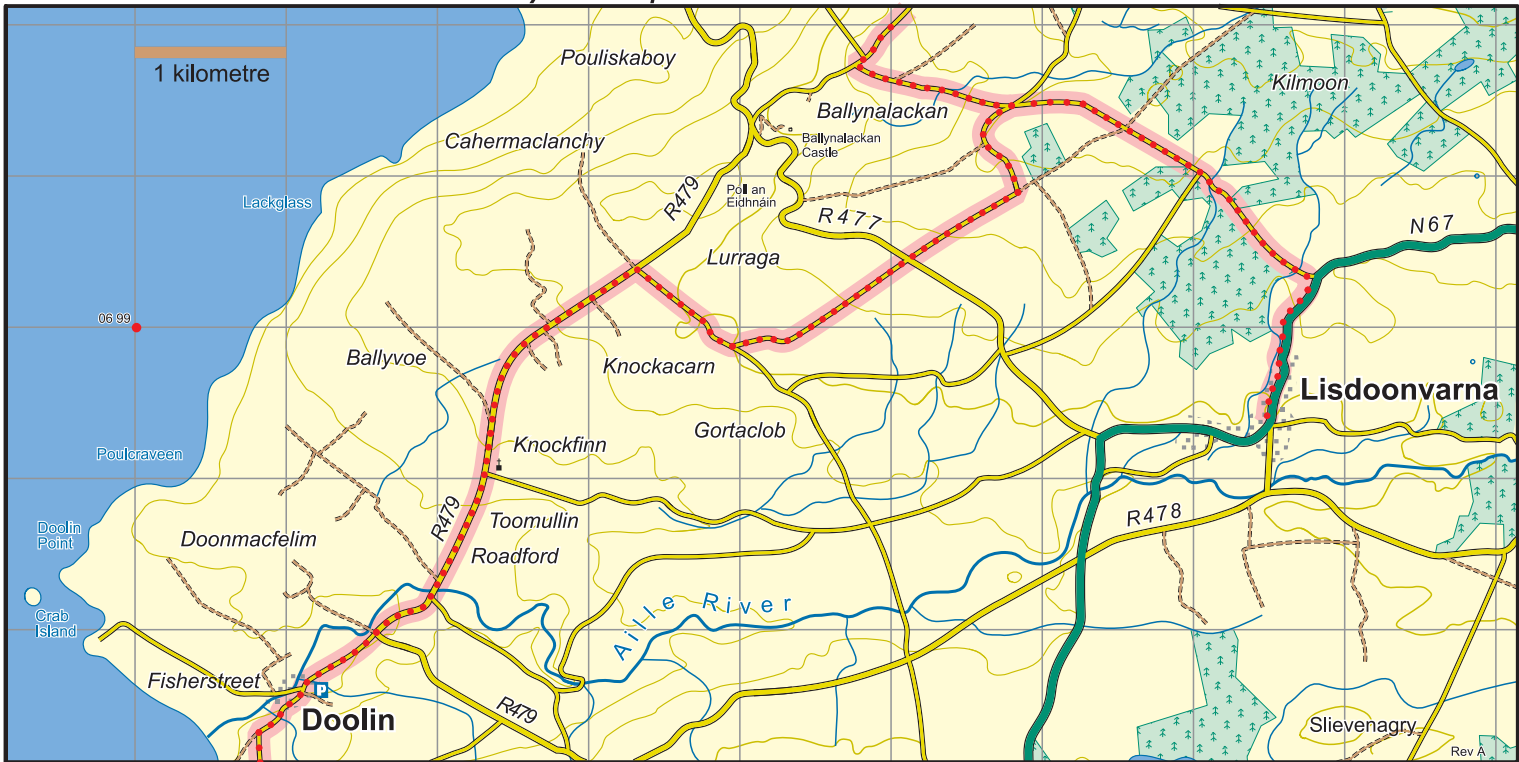 1 kilometre
Pouliskaboy
Kilmoon
Ballynalackan
Cahermaclanchy
Ballynalackan
Castle
R479
Poll an
Eidhnáin
Lackglass
R477
N67
Lurraga
06 99
Ballyvoe
Knockacarn
Lisdoonvarna
Gortaclob
Knockfinn
Poulcraveen
R479
Toomullin
R478
Doolin
Point
Doonmacfelim
Roadford
Aille River
Crab
Island
Fisherstreet
P
R479
Doolin
Slievenagry
Rev A